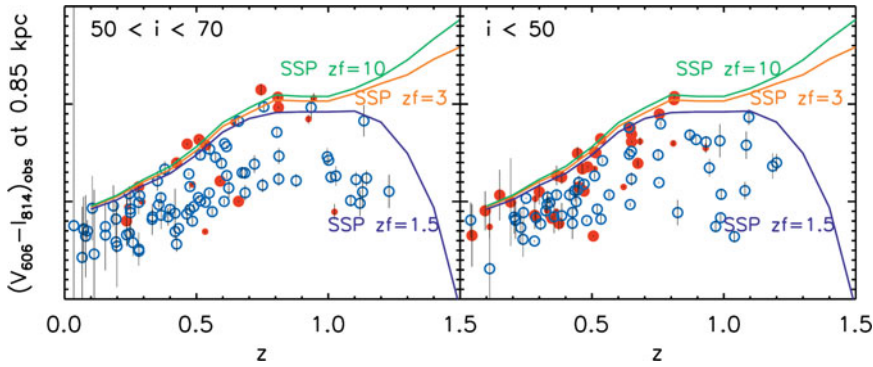 50 < i < 70
i < 50
SSP zf=10
SSP zf=3
SSP zf=1.5
SSP zf=10
SSP zf=3
SSP zf=1.5
(V606−I814)obs at 0.85 kpc
0.0 0.5 1.0 1.5 0.5 1.0 1.5
z z